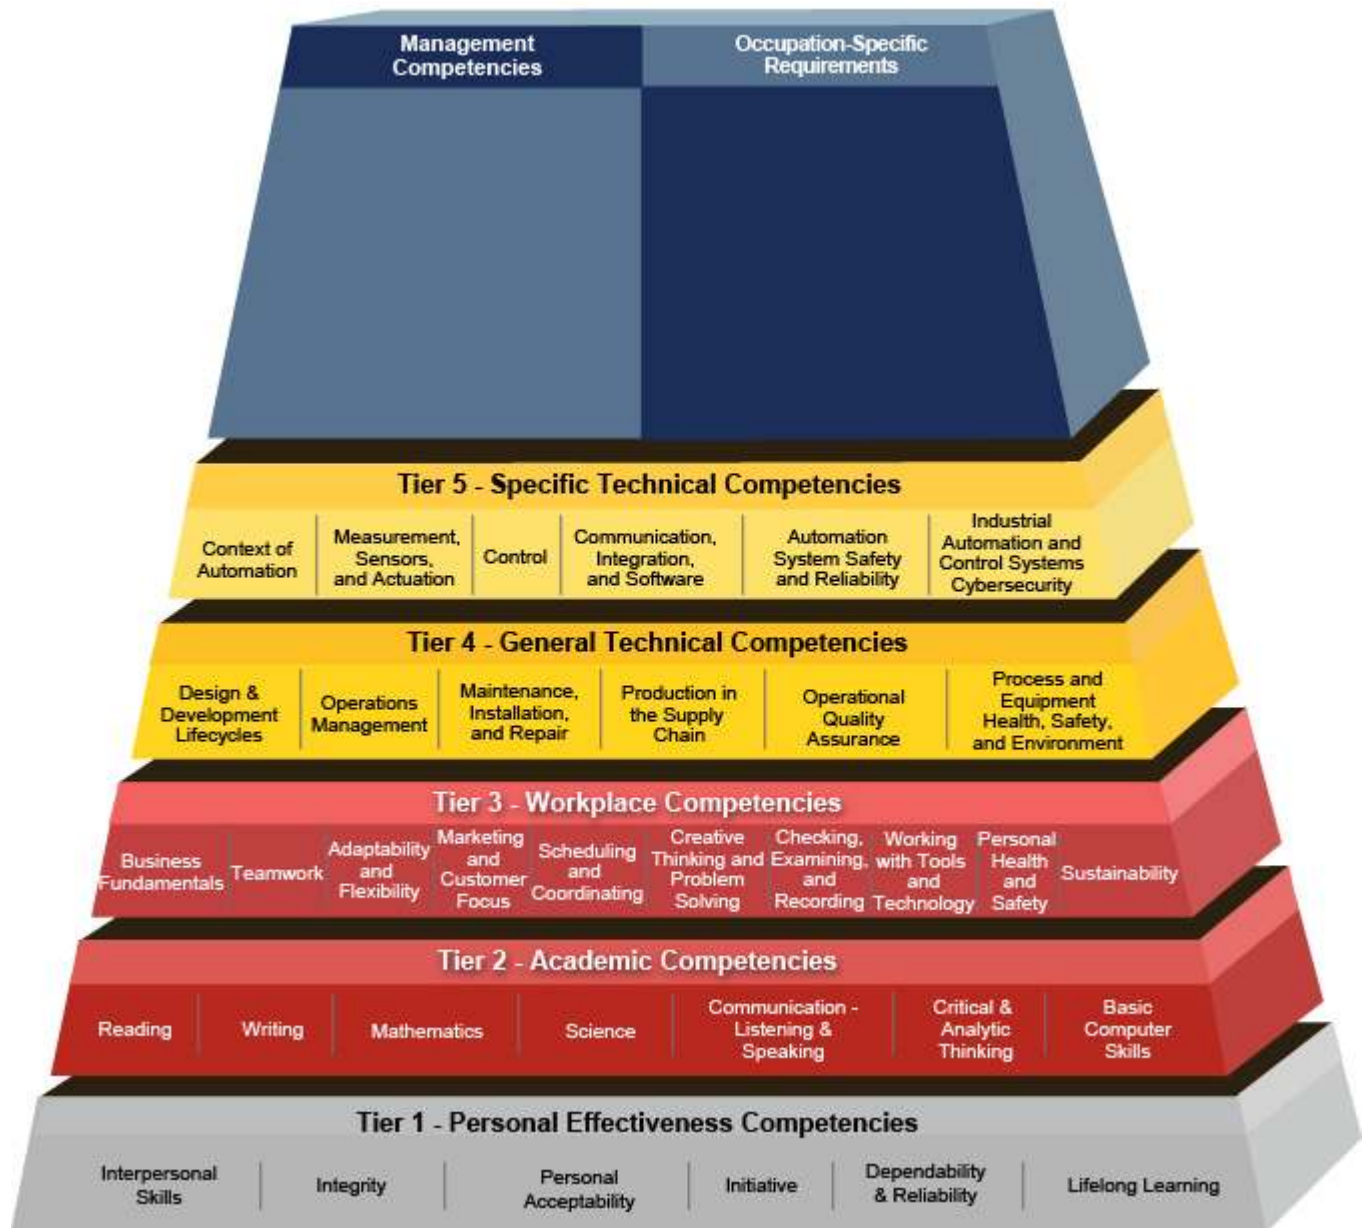 Management
Competencies
Occupation-Specific
Requirements
Tier 5 - Specific Technical Competencies
Context of
Automation
Measurement,
Sensors,
and Actuation
Control
Communication,
Integration,
and Software
Automation
System Safety
and Reliability
Industrial
Automation and
Control Systems
Cybersecurity
Tier 4 - General Technical Competencies
Design &
Development
Lifecycles
Operations
Management
Maintenance,
Installation,
and Repair
Production in
the Supply
Chain
Operational
Quality
Assurance
Process and
Equipment
Health, Safety,
and Environment
Tier 3 - Workplace Competencies
Business
Fundamentals
Teamwork
Adaptability
and
Flexibility
Marketing
and
Customer
Focus
Scheduling
and
Coordinating
Creative
Thinking and
Problem
Solving
Checking,
Examining,
and
Recording
Working
with Tools
and
Technology
Personal
Health
and
Safety
Sustainability
Tier 2 - Academic Competencies
Reading
Writing
Mathematics
Science
Communication -
Listening &
Speaking
Critical &
Analytic
Thinking
Basic
Computer
Skills
Tier 1 - Personal Effectiveness Competencies
Interpersonal
Skills
Integrity
Personal
Acceptability
Initiative
Dependability
& Reliability
Lifelong Learning